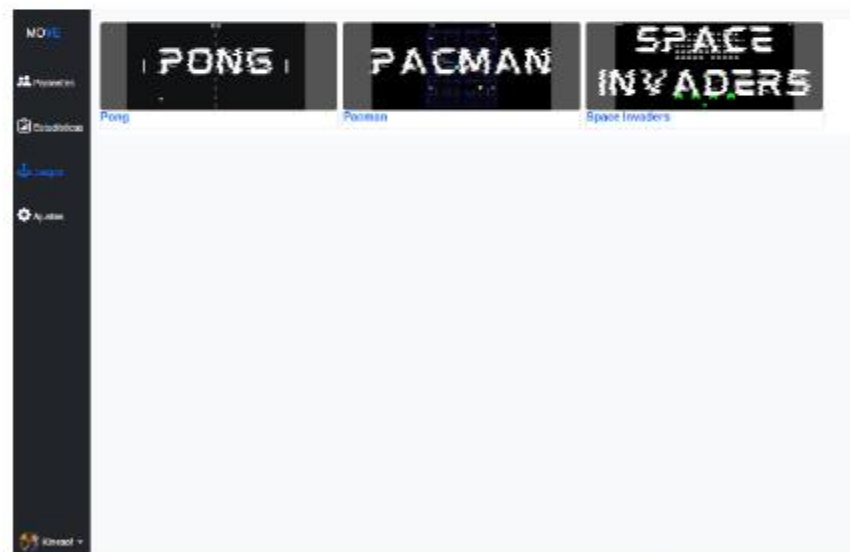 MOVE
Pacientes
Estadísticas
Juegos
Ajustes
PONG
Pong
PACMAN
Pacman
SPACE
INVADERS
Space Invaders